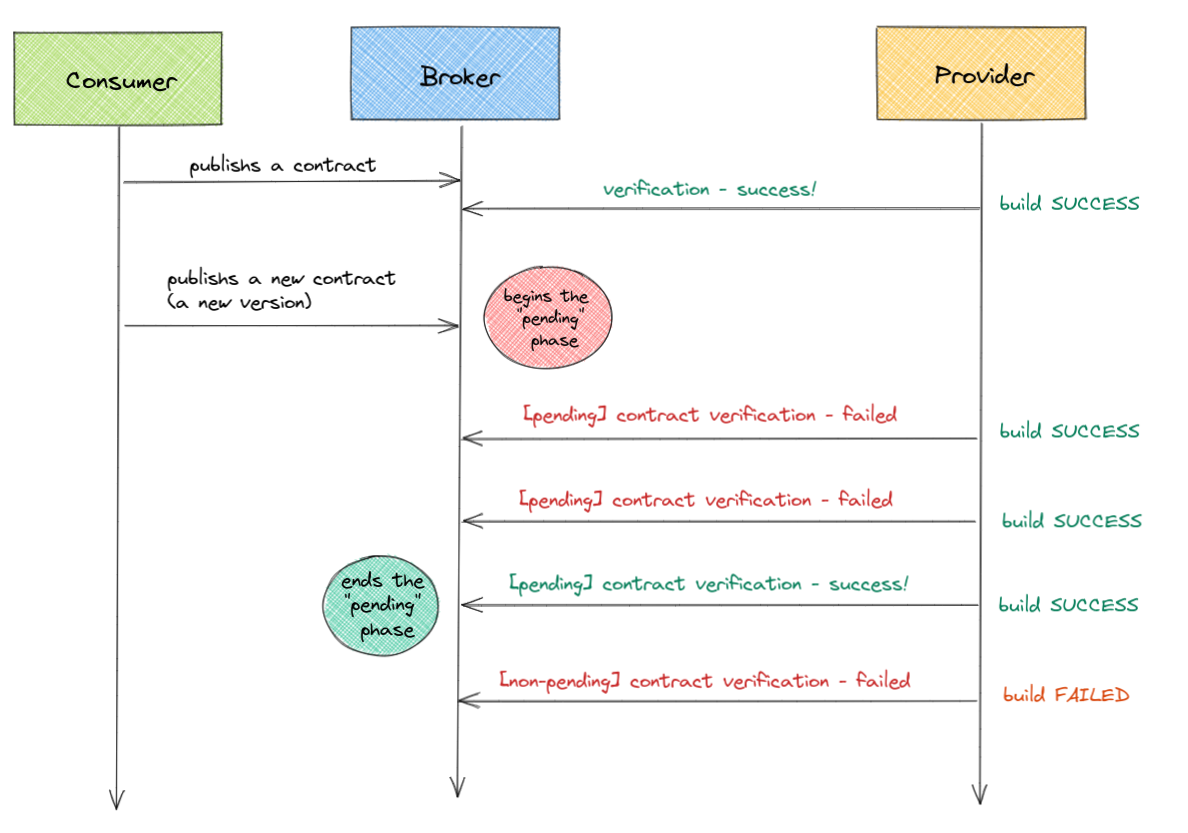 Consumer
Broker
Provider
publishs a contract
verification - success!
build SUCCESS
publishs a new contract
(a new version)
begins the
"pending"
phase
[pending] contract verification - failed
build SUCCESS
[pending] contract verification - failed
build SUCCESS
ends the
"pending"
phase
[pending] contract verification - success!
build SUCCESS
[non-pending] contract verification - failed
build FAILED